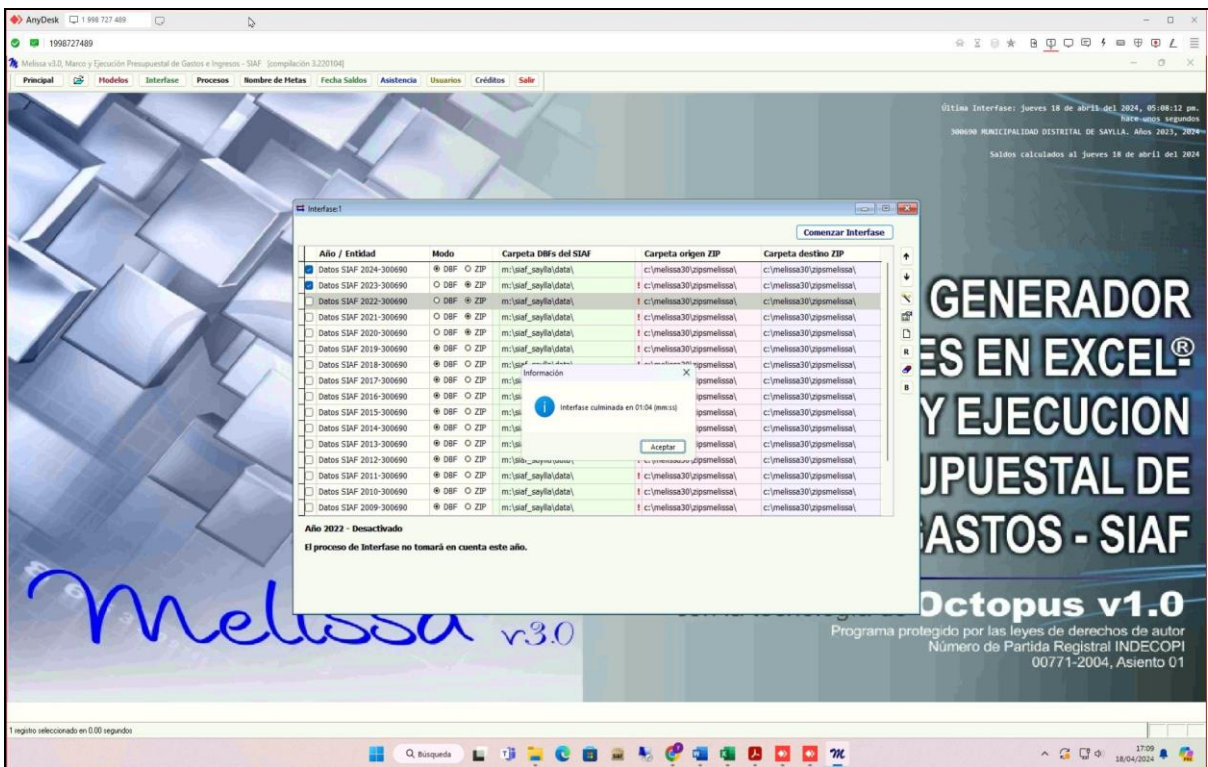 AnyDesk 1 998 727 489
1998727489
Melissa v3.0, Marco y Ejecución Presupuestal de Gastos e Ingresos - SIAF [compilación 3.220104]
Principal Modelos Interfase Procesos Nombre de Metas Fecha Saldos Asistencia Usuarios Créditos Salir
Última Interfase: jueves 18 de abril del 2024, 05:08:12 pm.
hace unos segundos
300690 MUNICIPALIDAD DISTRITAL DE SAYLLA. Años 2023, 2024
Saldos calculados al jueves 18 de abril del 2024
Interfase:1
Comenzar Interfase
Año / Entidad Modo Carpeta DBFs del SIAF Carpeta origen ZIP Carpeta destino ZIP
Datos SIAF 2024-300690 DBF ZIP m:\siaf_saylla\data\ c:\melissa30\zipsmelissa\ c:\melissa30\zipsmelissa\
Datos SIAF 2023-300690 DBF ZIP m:\siaf_saylla\data\ ! c:\melissa30\zipsmelissa\ c:\melissa30\zipsmelissa\
Datos SIAF 2022-300690 DBF ZIP m:\siaf_saylla\data\ ! c:\melissa30\zipsmelissa\ c:\melissa30\zipsmelissa\
Datos SIAF 2021-300690 DBF ZIP m:\siaf_saylla\data\ ! c:\melissa30\zipsmelissa\ c:\melissa30\zipsmelissa\
Datos SIAF 2020-300690 DBF ZIP m:\siaf_saylla\data\ ! c:\melissa30\zipsmelissa\ c:\melissa30\zipsmelissa\
Datos SIAF 2019-300690 DBF ZIP m:\siaf_saylla\data\ ! c:\melissa30\zipsmelissa\ c:\melissa30\zipsmelissa\
Datos SIAF 2018-300690 DBF ZIP c:\melissa30\zipsmelissa\
Datos SIAF 2017-300690 DBF ZIP m:\si ipsmelissa\ c:\melissa30\zipsmelissa\
Datos SIAF 2016-300690 DBF ZIP m:\si ipsmelissa\ c:\melissa30\zipsmelissa\
Datos SIAF 2015-300690 DBF ZIP m:\si ipsmelissa\ c:\melissa30\zipsmelissa\
Datos SIAF 2014-300690 DBF ZIP m:\si ipsmelissa\ c:\melissa30\zipsmelissa\
Datos SIAF 2013-300690 DBF ZIP m:\si ipsmelissa\ c:\melissa30\zipsmelissa\
Datos SIAF 2012-300690 DBF ZIP c:\melissa30\zipsmelissa\
Datos SIAF 2011-300690 DBF ZIP m:\siaf_saylla\data\ ! c:\melissa30\zipsmelissa\ c:\melissa30\zipsmelissa\
Datos SIAF 2010-300690 DBF ZIP m:\siaf_saylla\data\ ! c:\melissa30\zipsmelissa\ c:\melissa30\zipsmelissa\
Datos SIAF 2009-300690 DBF ZIP m:\siaf_saylla\data\ ! c:\melissa30\zipsmelissa\ c:\melissa30\zipsmelissa\
R
B
Información
Interfase culminada en 01:04 (mm:ss)
Aceptar
Año 2022 - Desactivado
El proceso de Interfase no tomará en cuenta este año.
GENERADOR
ES EN EXCEL®
Y EJECUCION
UPUESTAL DE
GASTOS - SIAF
Melissa v3.0
Octopus v1.0
Programa protegido por las leyes de derechos de autor
Número de Partida Registral INDECOPI
00771-2004, Asiento 01
1 registro seleccionado en 0.00 segundos
Búsqueda
17:09
18/04/2024